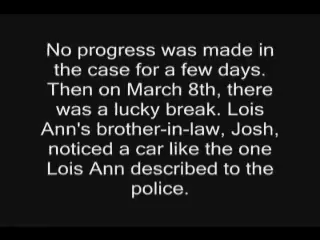 No progress was made in
the case for a few days.
Then on March 8th, there
was a lucky break. Lois
Ann's brother-in-law, Josh,
noticed a car like the one
Lois Ann described to the
police.